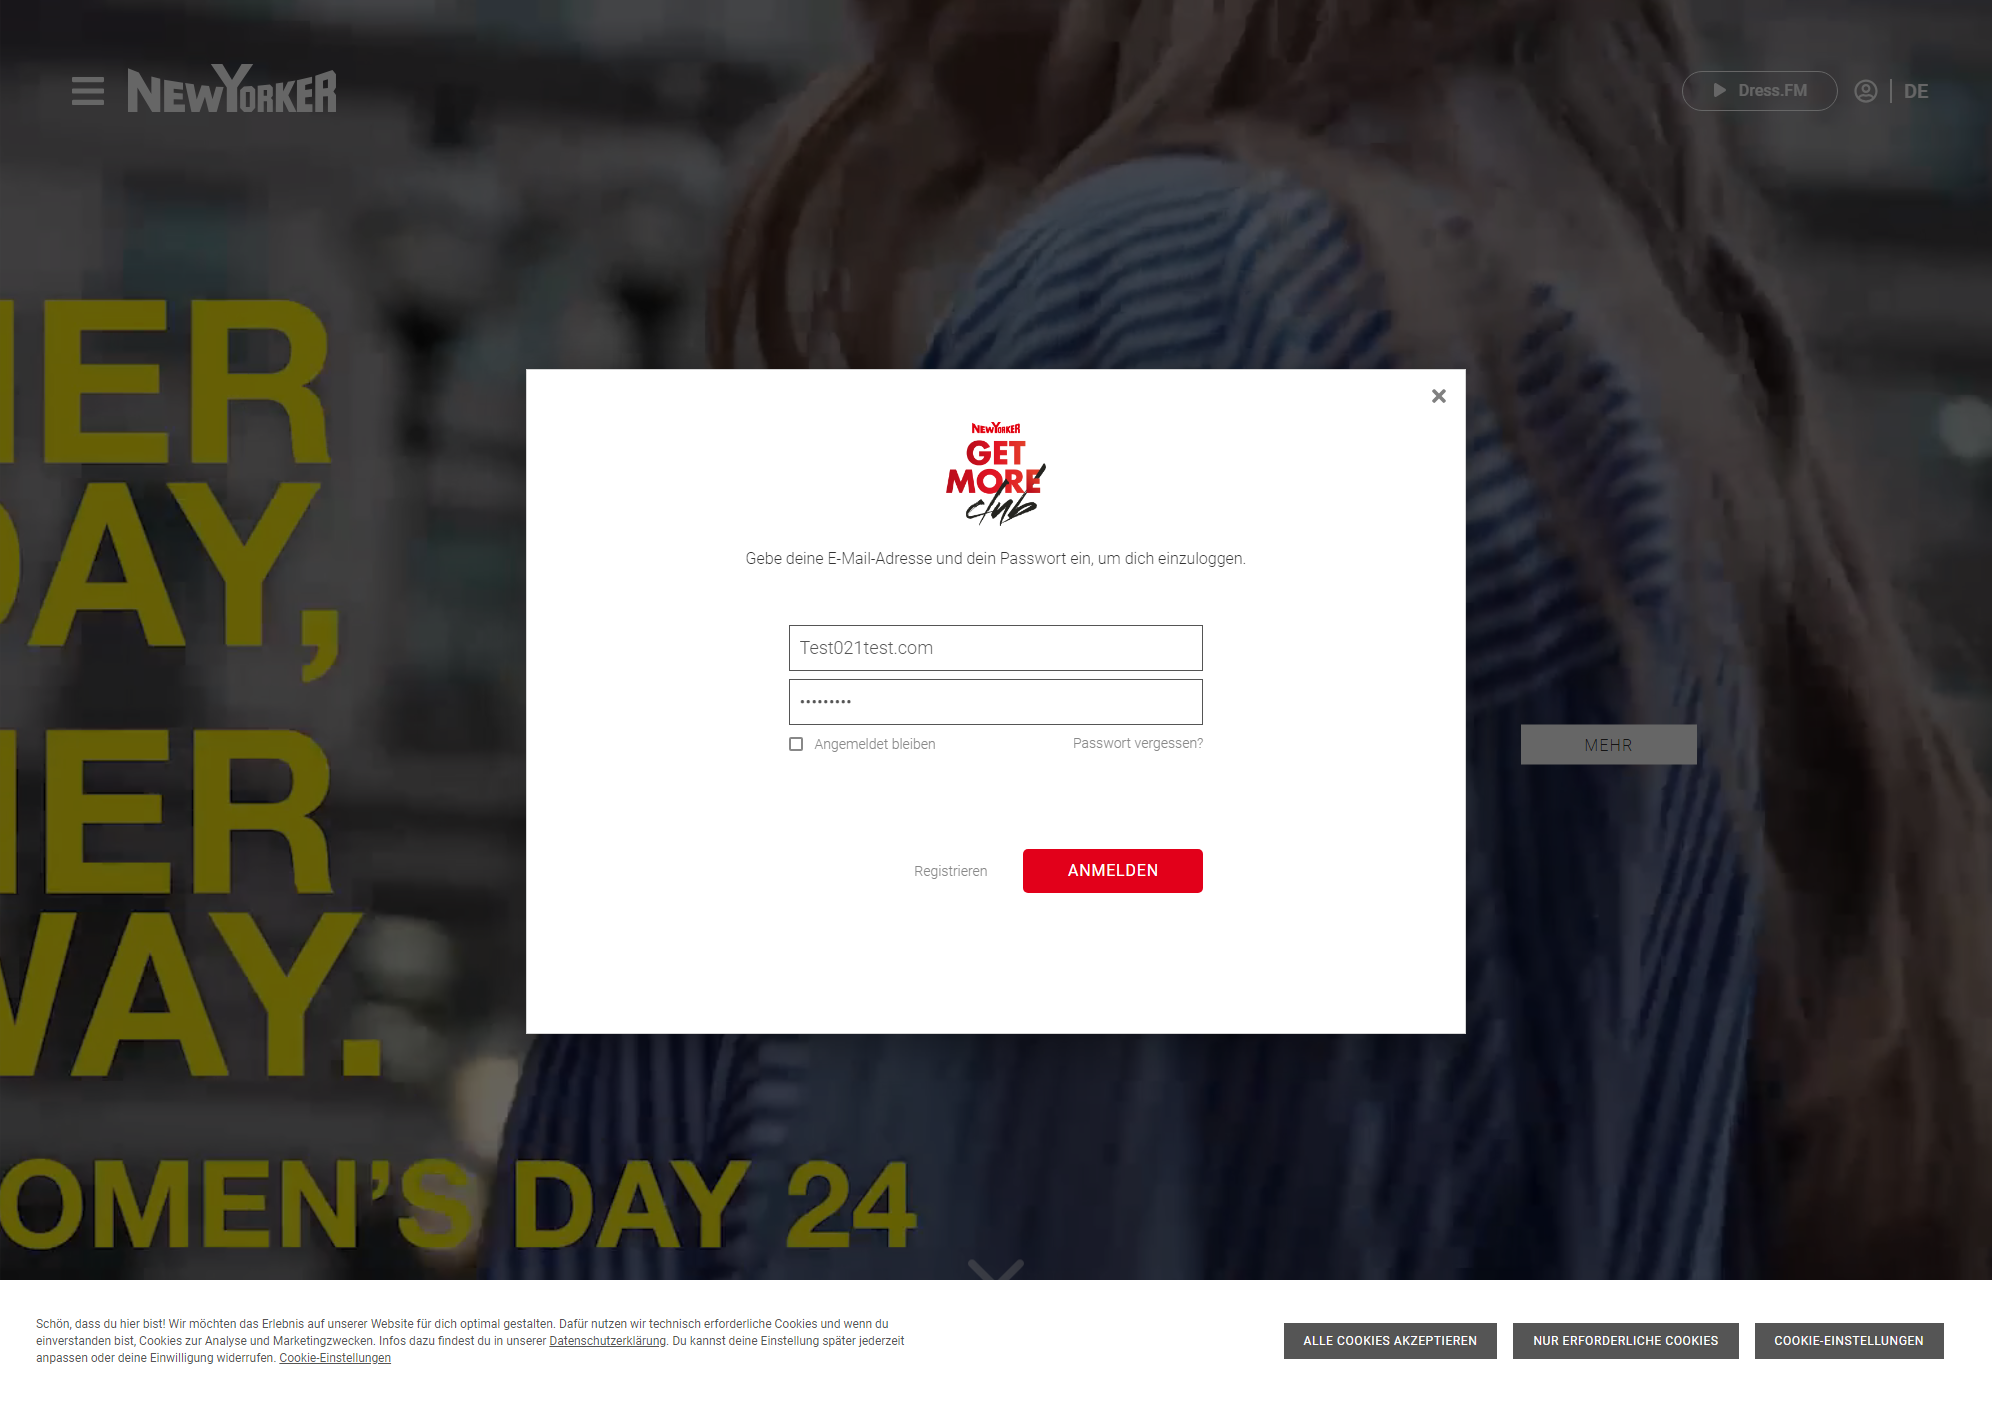 NEWYORKER
Dress.FM
DE
HER
DAY,
HER
WAY.
WOMEN'S DAY 24
NEWYORKER
GET
MORE
club
Gebe deine E-Mail-Adresse und dein Passwort ein, um dich einzuloggen.
Test021test.com
•••••••••
Angemeldet bleiben
Passwort vergessen?
MEHR
Registrieren
ANMELDEN
Schön, dass du hier bist! Wir möchten das Erlebnis auf unserer Website für dich optimal gestalten. Dafür nutzen wir technisch erforderliche Cookies und wenn du
einverstanden bist, Cookies zur Analyse und Marketingzwecken. Infos dazu findest du in unserer Datenschutzerklärung. Du kannst deine Einstellung später jederzeit
anpassen oder deine Einwilligung widerrufen. Cookie-Einstellungen
ALLE COOKIES AKZEPTIEREN
NUR ERFORDERLICHE COOKIES
COOKIE-EINSTELLUNGEN